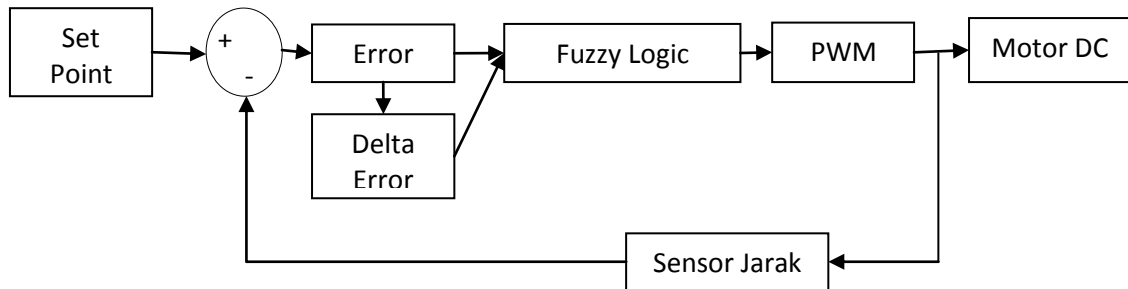 Set
Point
+
-
Error
Delta
Error
Fuzzy Logic
PWM
Motor DC
Sensor Jarak